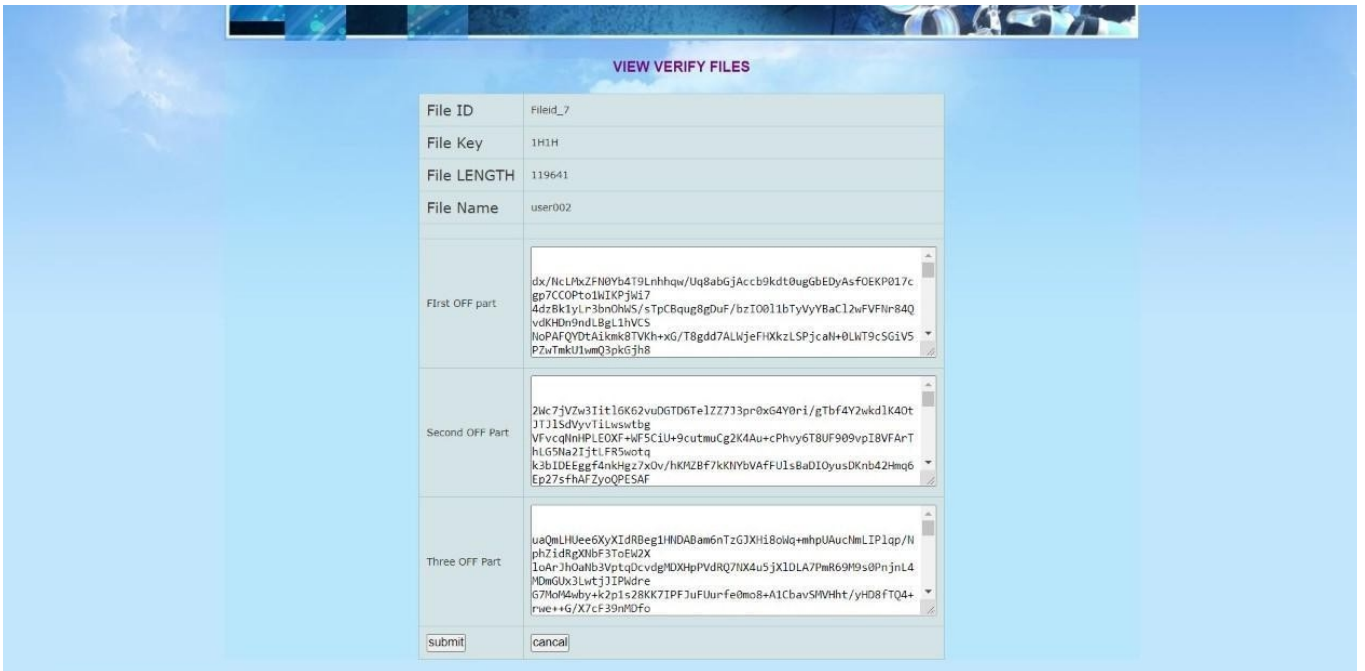 VIEW VERIFY FILES
File ID
Fileid_7
File Key
1H1H
File LENGTH
119641
File Name
user002
FIrst OFF part
dx/NcLMxZFN0Yb4T9Lnhhqw/Uq8abGjAccb9kdt0ugGbEDyAsfOEKP017c
gp7CCOPto1WIKPjWi7
4dzBk1yLr3bnOhWS/sTpCBqug8gDuF/bzIO0l1bTyVyYBaCl2wFVFNr84Q
vdKHDn9ndLBgL1hVCS
NoPAFQYDtAikmk8TVKh+xG/T8gdd7ALWjeFHXkzLSPjcaN+0LWT9cSGiV5
PZwTmkU1wmQ3pkGjh8
Second OFF Part
2Wc7jVZw3Iitl6K62vuDGTD6TelZZ7J3pr0xG4Y0ri/gTbf4Y2wkdlK4Ot
JTJlSdVyvTiLwswtbg
VFvcqNnHPLEOXF+WF5CiU+9cutmuCg2K4Au+cPhvy6T8UF909vpI8VFArT
hLG5Na2IjtLFR5wotq
k3bIDEEggf4nkHgz7xOv/hKMZBf7kKNYbVAfFUlsBaDIOyusDKnb42Hmq6
Ep27sfhAFZyoQPESAF
Three OFF Part
uaQmLHUee6XyXIdRBeg1HNDABam6nTzGJXHi8oWq+mhpUAucNmLIPlqp/N
phZidRgXNbF3ToEW2X
loArJhOaNb3VptqDcvdgMDXHpPVdRQ7NX4u5jXlDLA7PmR69M9s0PnjnL4
MDmGUx3LwtjJIPWdre
G7MoM4wby+k2p1s28KK7IPFJuFUurfe0mo8+A1CbavSMVHht/yHD8fTQ4+
rwe++G/X7cF39nMDfo
submit
cancal